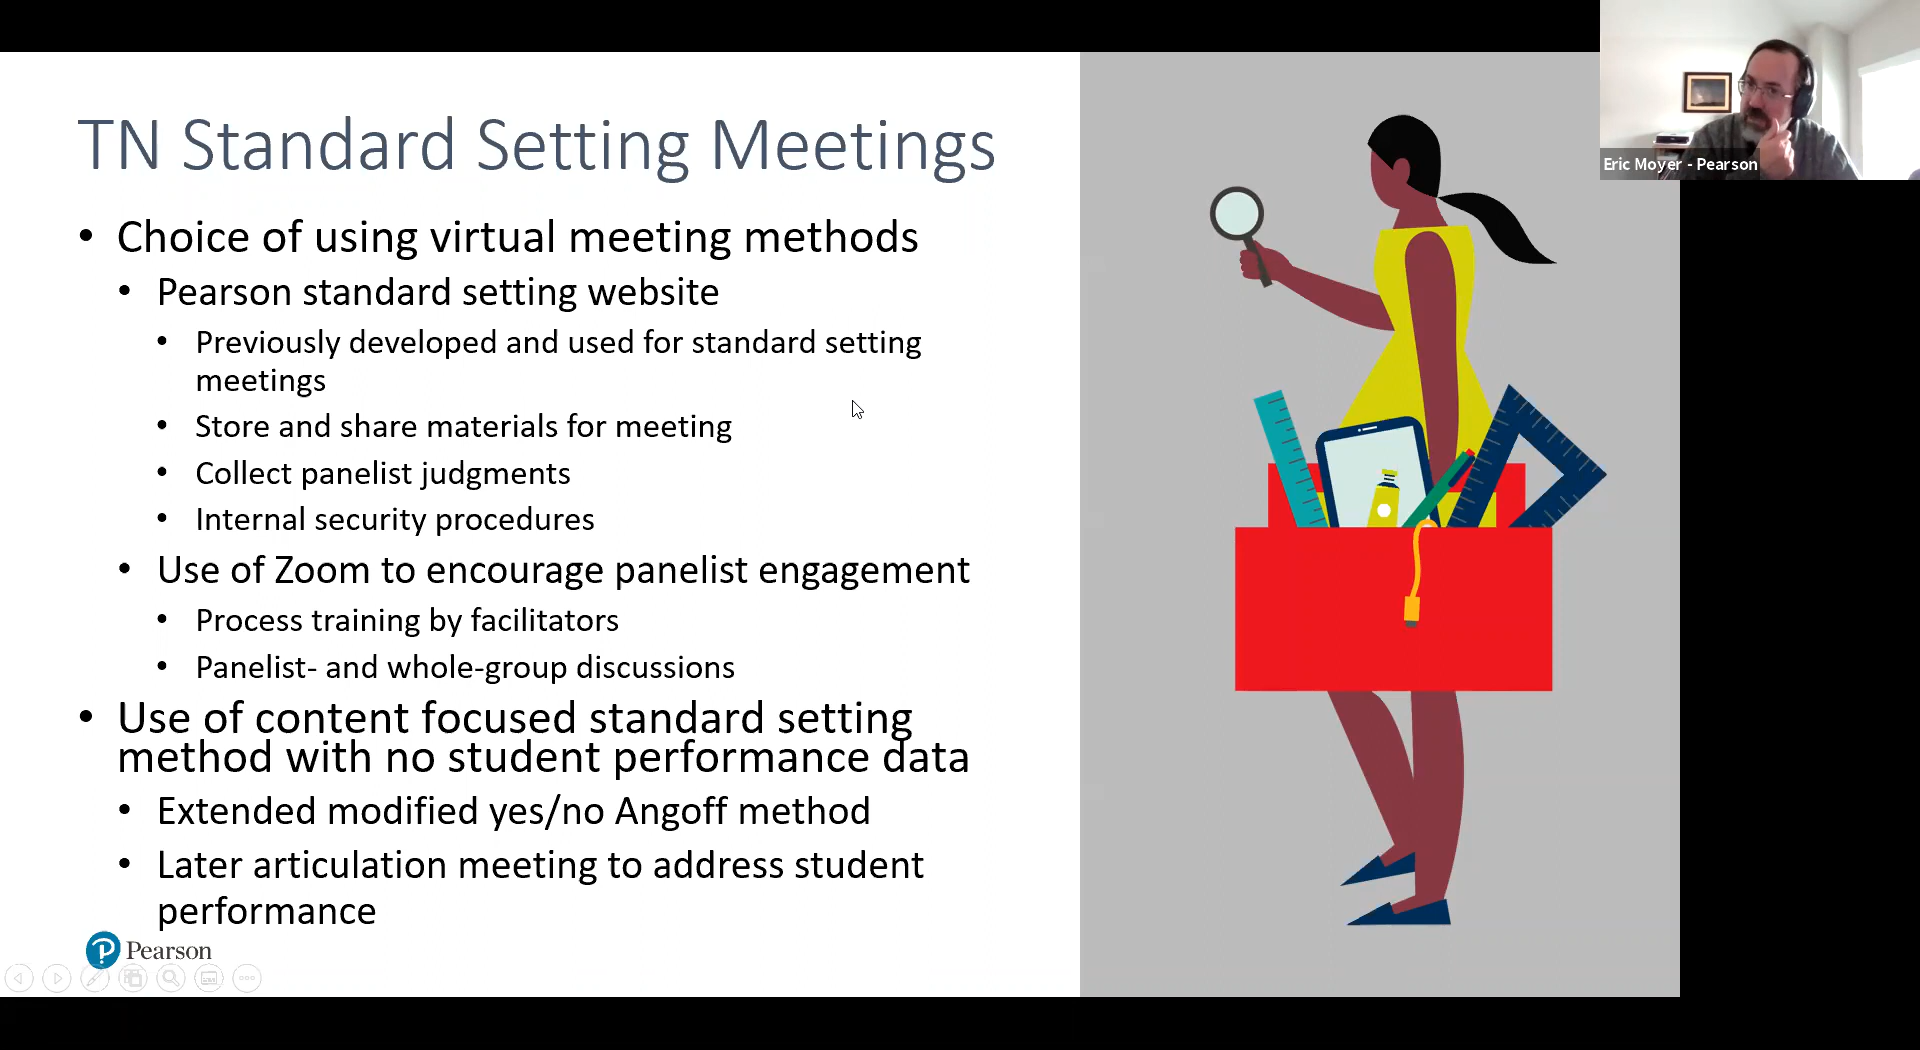 TN Standard Setting Meetings
• Choice of using virtual meeting methods
• Pearson standard setting website
• Previously developed and used for standard setting
meetings
• Store and share materials for meeting
• Collect panelist judgments
• Internal security procedures
• Use of Zoom to encourage panelist engagement
• Process training by facilitators
• Panelist- and whole-group discussions
• Use of content focused standard setting
method with no student performance data
• Extended modified yes/no Angoff method
• Later articulation meeting to address student
performance
Pearson
Eric Moyer - Pearson